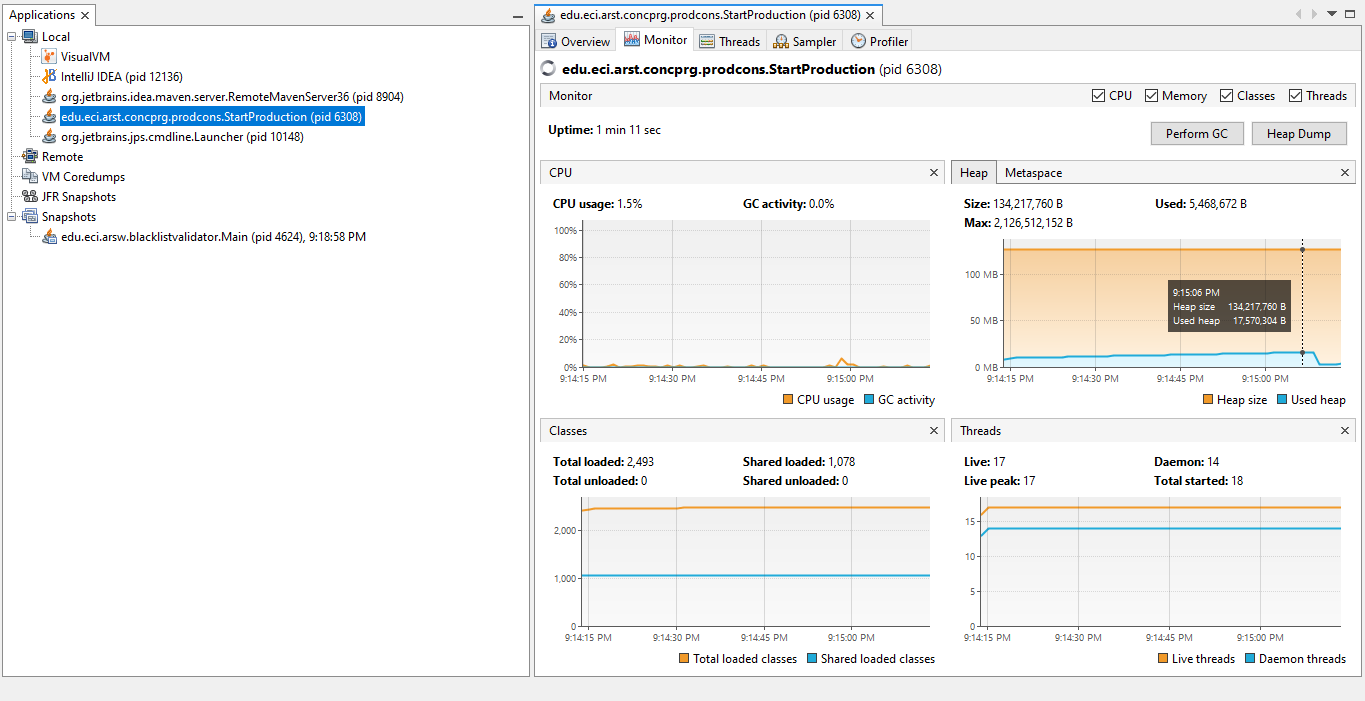 Applications
Local
VisualVM
IntelliJ IDEA (pid 12136)
org.jetbrains.idea.maven.server.RemoteMavenServer36 (pid 8904)
edu.eci.arst.concprg.prodcons.StartProduction (pid 6308)
org.jetbrains.jps.cmdline.Launcher (pid 10148)
Remote
VM Coredumps
JFR Snapshots
Snapshots
edu.eci.arsw.blacklistvalidator.Main (pid 4624), 9:18:58 PM
edu.eci.arst.concprg.prodcons.StartProduction (pid 6308)
Overview Monitor Threads Sampler Profiler
edu.eci.arst.concprg.prodcons.StartProduction (pid 6308)
Monitor CPU Memory Classes Threads
Uptime: 1 min 11 sec Perform GC Heap Dump
CPU
CPU usage: 1.5% GC activity: 0.0%
100%
80%
60%
40%
20%
0%
9:14:15 PM 9:14:30 PM 9:14:45 PM 9:15:00 PM
CPU usage GC activity
Heap Metaspace
Size: 134,217,760 B Used: 5,468,672 B
Max: 2,126,512,152 B
100 MB
50 MB
0 MB
9:15:06 PM
Heap size 134,217,760 B
Used heap 17,570,304 B
9:14:15 PM 9:14:30 PM 9:14:45 PM 9:15:00 PM
Heap size Used heap
Classes
Total loaded: 2,493 Shared loaded: 1,078
Total unloaded: 0 Shared unloaded: 0
2,000
1,000
0
9:14:15 PM 9:14:30 PM 9:14:45 PM 9:15:00 PM
Total loaded classes Shared loaded classes
Threads
Live: 17 Daemon: 14
Live peak: 17 Total started: 18
15
10
5
0
9:14:15 PM 9:14:30 PM 9:14:45 PM 9:15:00 PM
Live threads Daemon threads